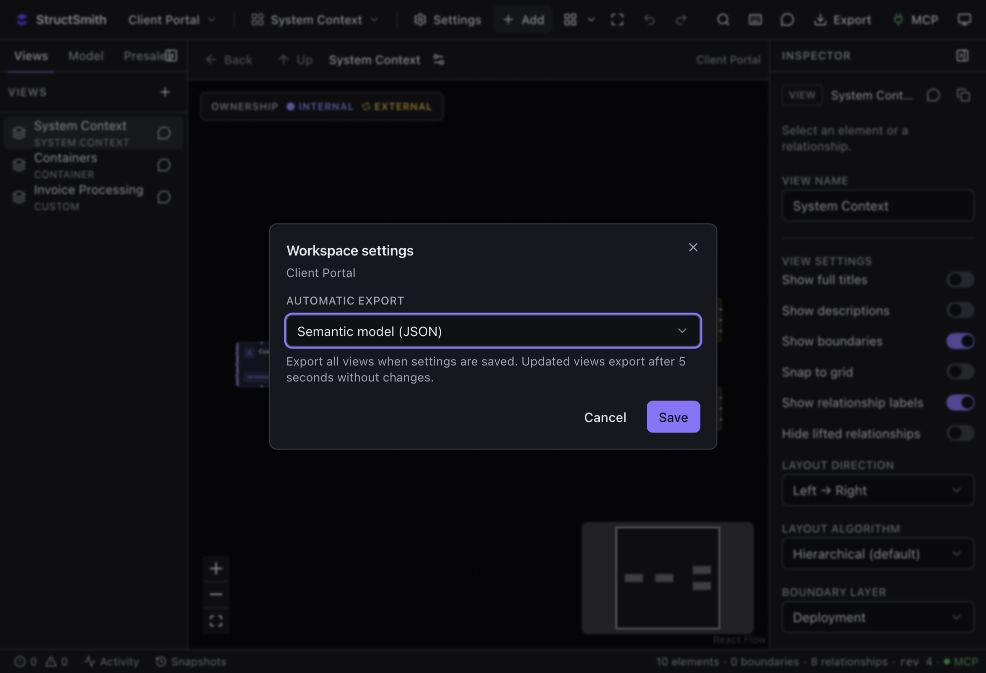 StructSmith
Client Portal
System Context
Settings
Add
Export
MCP
Views
Model
Back
Up
System Context
Client Portal
INSPECTOR
VIEWS
System Context
SYSTEM CONTEXT
Containers
CONTAINER
Invoice Processing
CUSTOM
OWNERSHIP INTERNAL EXTERNAL
VIEW System Cont...
Select an element or a
relationship.
VIEW NAME
System Context
VIEW SETTINGS
Show full titles
Show descriptions
Show boundaries
Snap to grid
Show relationship labels
Hide lifted relationships
LAYOUT DIRECTION
Left → Right
LAYOUT ALGORITHM
Hierarchical (default)
BOUNDARY LAYER
Deployment
Workspace settings
Client Portal
AUTOMATIC EXPORT
Semantic model (JSON)
Export all views when settings are saved. Updated views export after 5
seconds without changes.
Cancel
Save
React Flow
0 0 Activity Snapshots
10 elements · 0 boundaries · 8 relationships · rev 4 · MCP